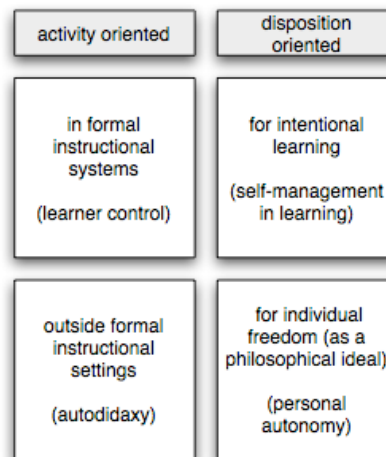 activity oriented
disposition
oriented
in formal
instructional
systems
(learner control)
for intentional
learning
(self-management
in learning)
outside formal
instructional
settings
(autodidaxy)
for individual
freedom (as a
philosophical ideal)
(personal
autonomy)